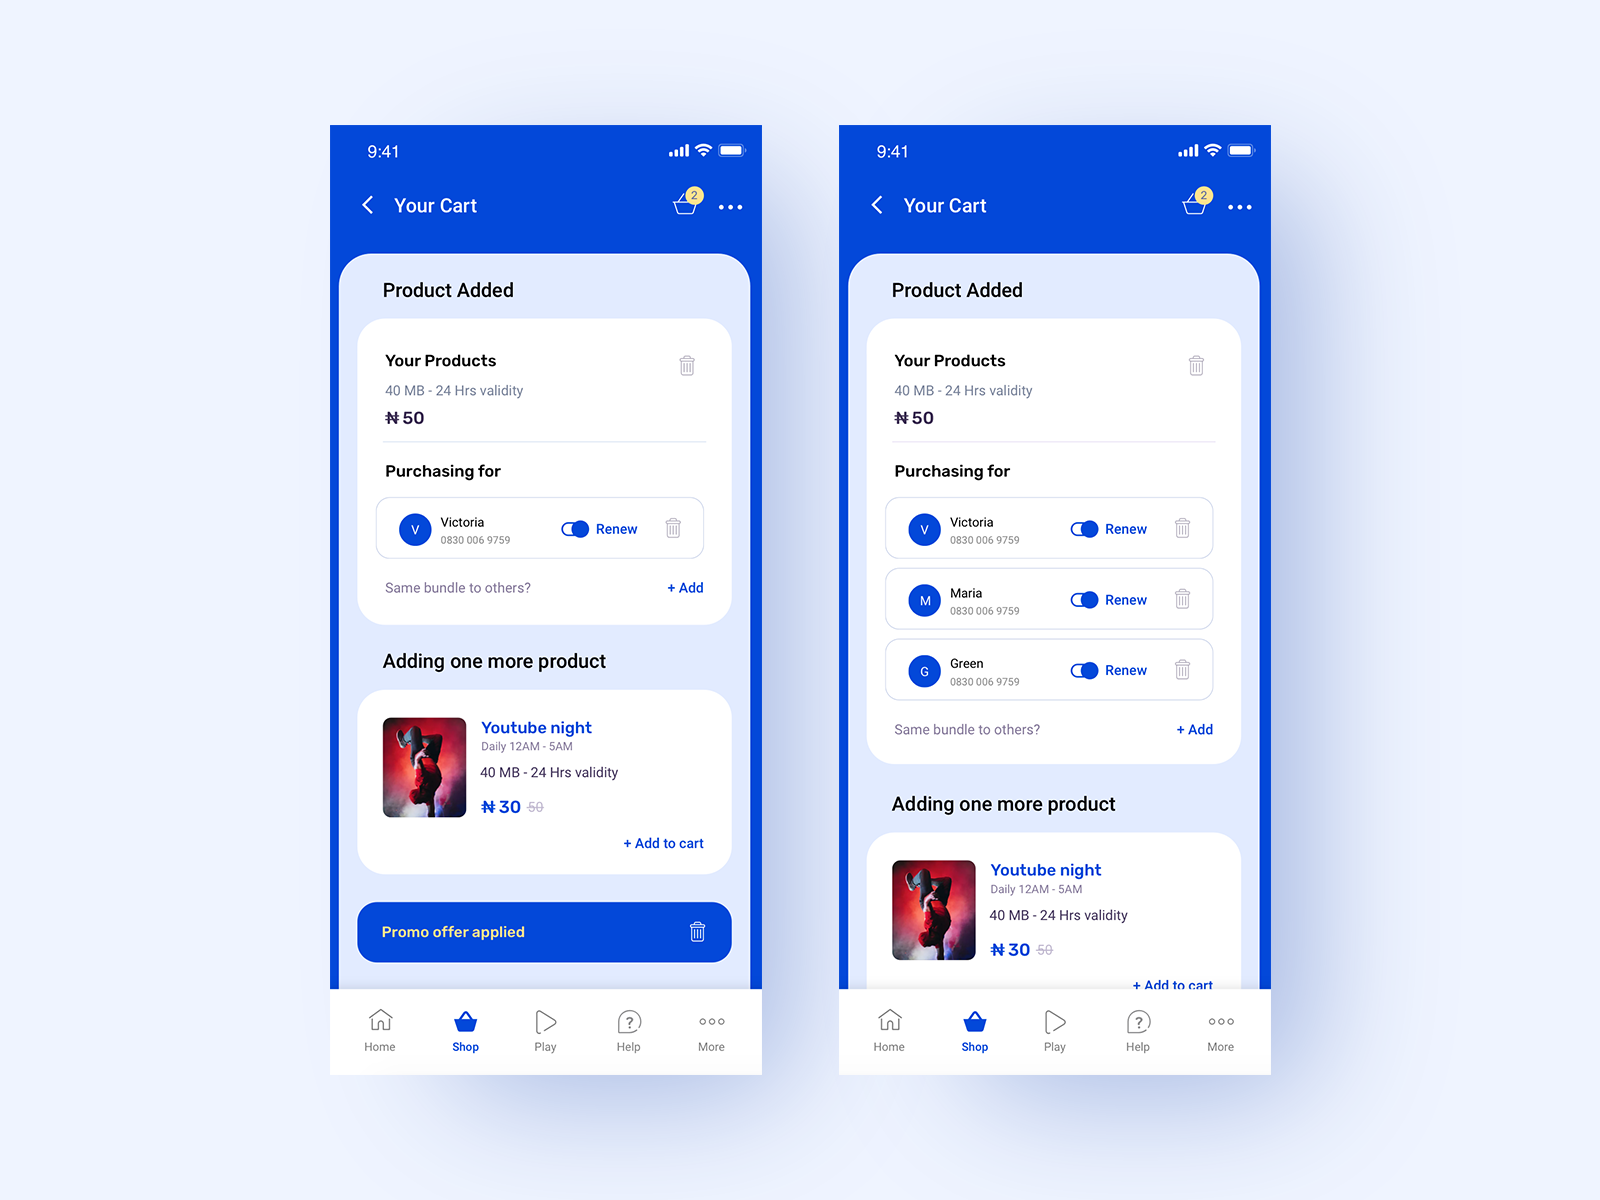 9:41
Your Cart
2
Product Added
Your Products
40 MB - 24 Hrs validity
₦ 50
Purchasing for
V
Victoria
0830 006 9759
Renew
Same bundle to others?
+ Add
Adding one more product
Youtube night
Daily 12AM - 5AM
40 MB - 24 Hrs validity
₦ 30 50
+ Add to cart
Promo offer applied
Home
Shop
Play
? Help
More
9:41
Your Cart
2
Product Added
Your Products
40 MB - 24 Hrs validity
₦ 50
Purchasing for
V
Victoria
0830 006 9759
Renew
M
Maria
0830 006 9759
Renew
G
Green
0830 006 9759
Renew
Same bundle to others?
+ Add
Adding one more product
Youtube night
Daily 12AM - 5AM
40 MB - 24 Hrs validity
₦ 30 50
+ Add to cart
Home
Shop
Play
? Help
More